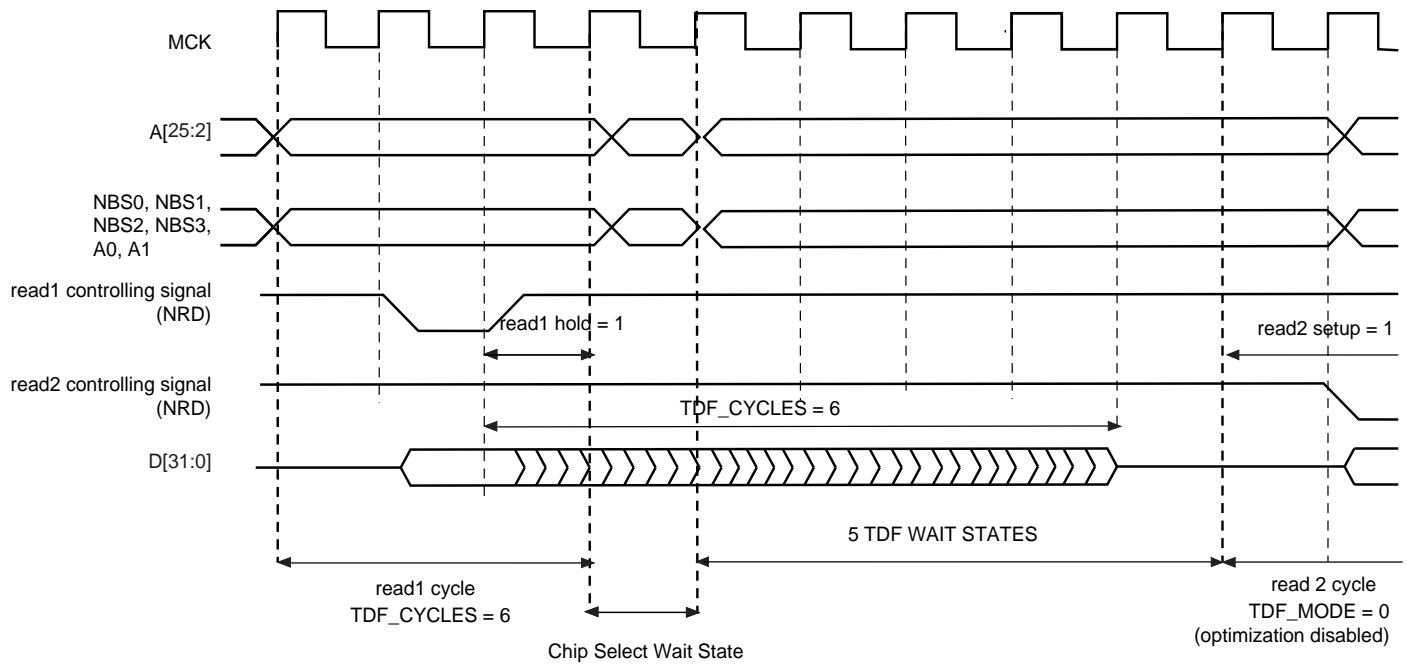 MCK
A[25:2]
NBS0, NBS1,
NBS2, NBS3,
A0, A1
read1 controlling signal
(NRD)
read1 hold = 1
read2 setup = 1
read2 controlling signal
(NRD)
TDF_CYCLES = 6
D[31:0]
5 TDF WAIT STATES
read1 cycle
TDF_CYCLES = 6
Chip Select Wait State
read 2 cycle
TDF_MODE = 0
(optimization disabled)